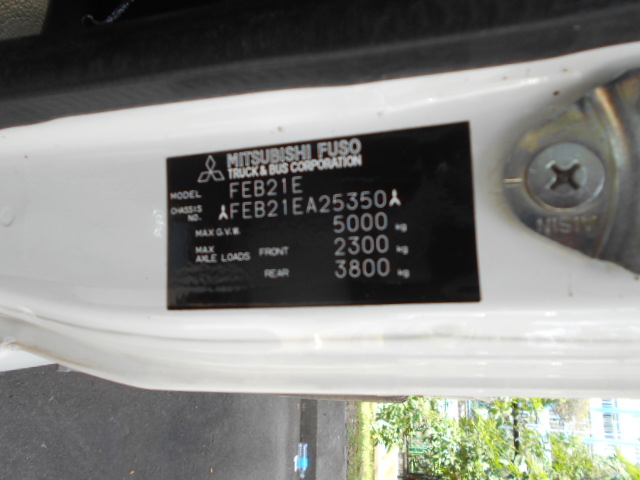 MITSUBISHI FUSO
TRUCK & BUS CORPORATION
MODEL FEB21E
CHASSIS NO. FEB21EA25350
MAX G.V.W. 5000 kg
MAX AXLE LOADS FRONT 2300 kg
REAR 3800 kg
AISIN